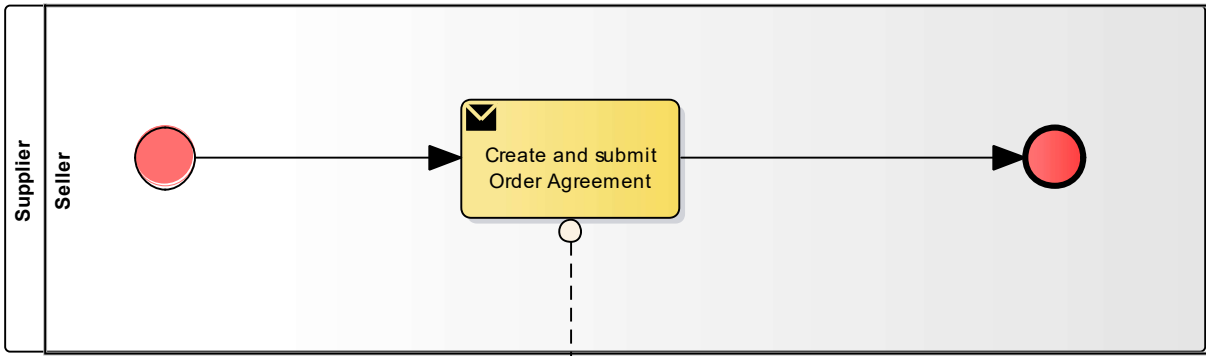 Supplier
Seller
Create and submit
Order Agreement